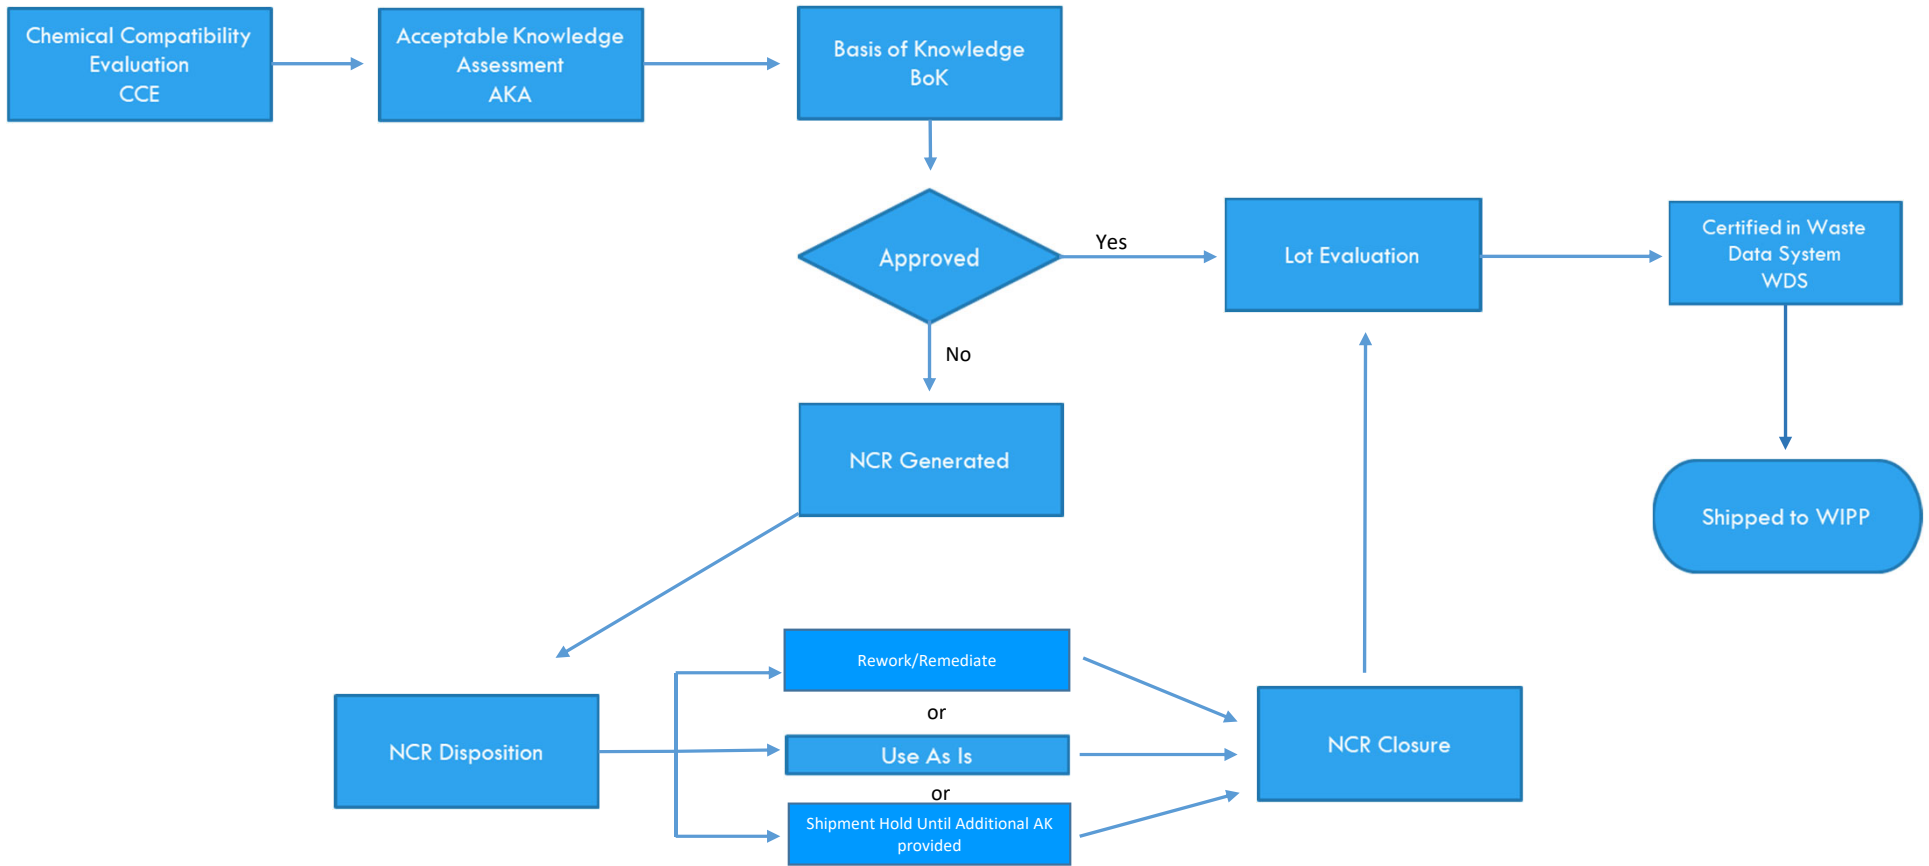 Chemical Compatibility
Evaluation
CCE
Acceptable Knowledge
Assessment
AKA
Basis of Knowledge
BoK
Approved
Yes
No
Lot Evaluation
Certified in Waste
Data System
WDS
Shipped to WIPP
NCR Generated
NCR Disposition
Rework/Remediate
or
Use As Is
or
Shipment Hold Until Additional AK
provided
NCR Closure